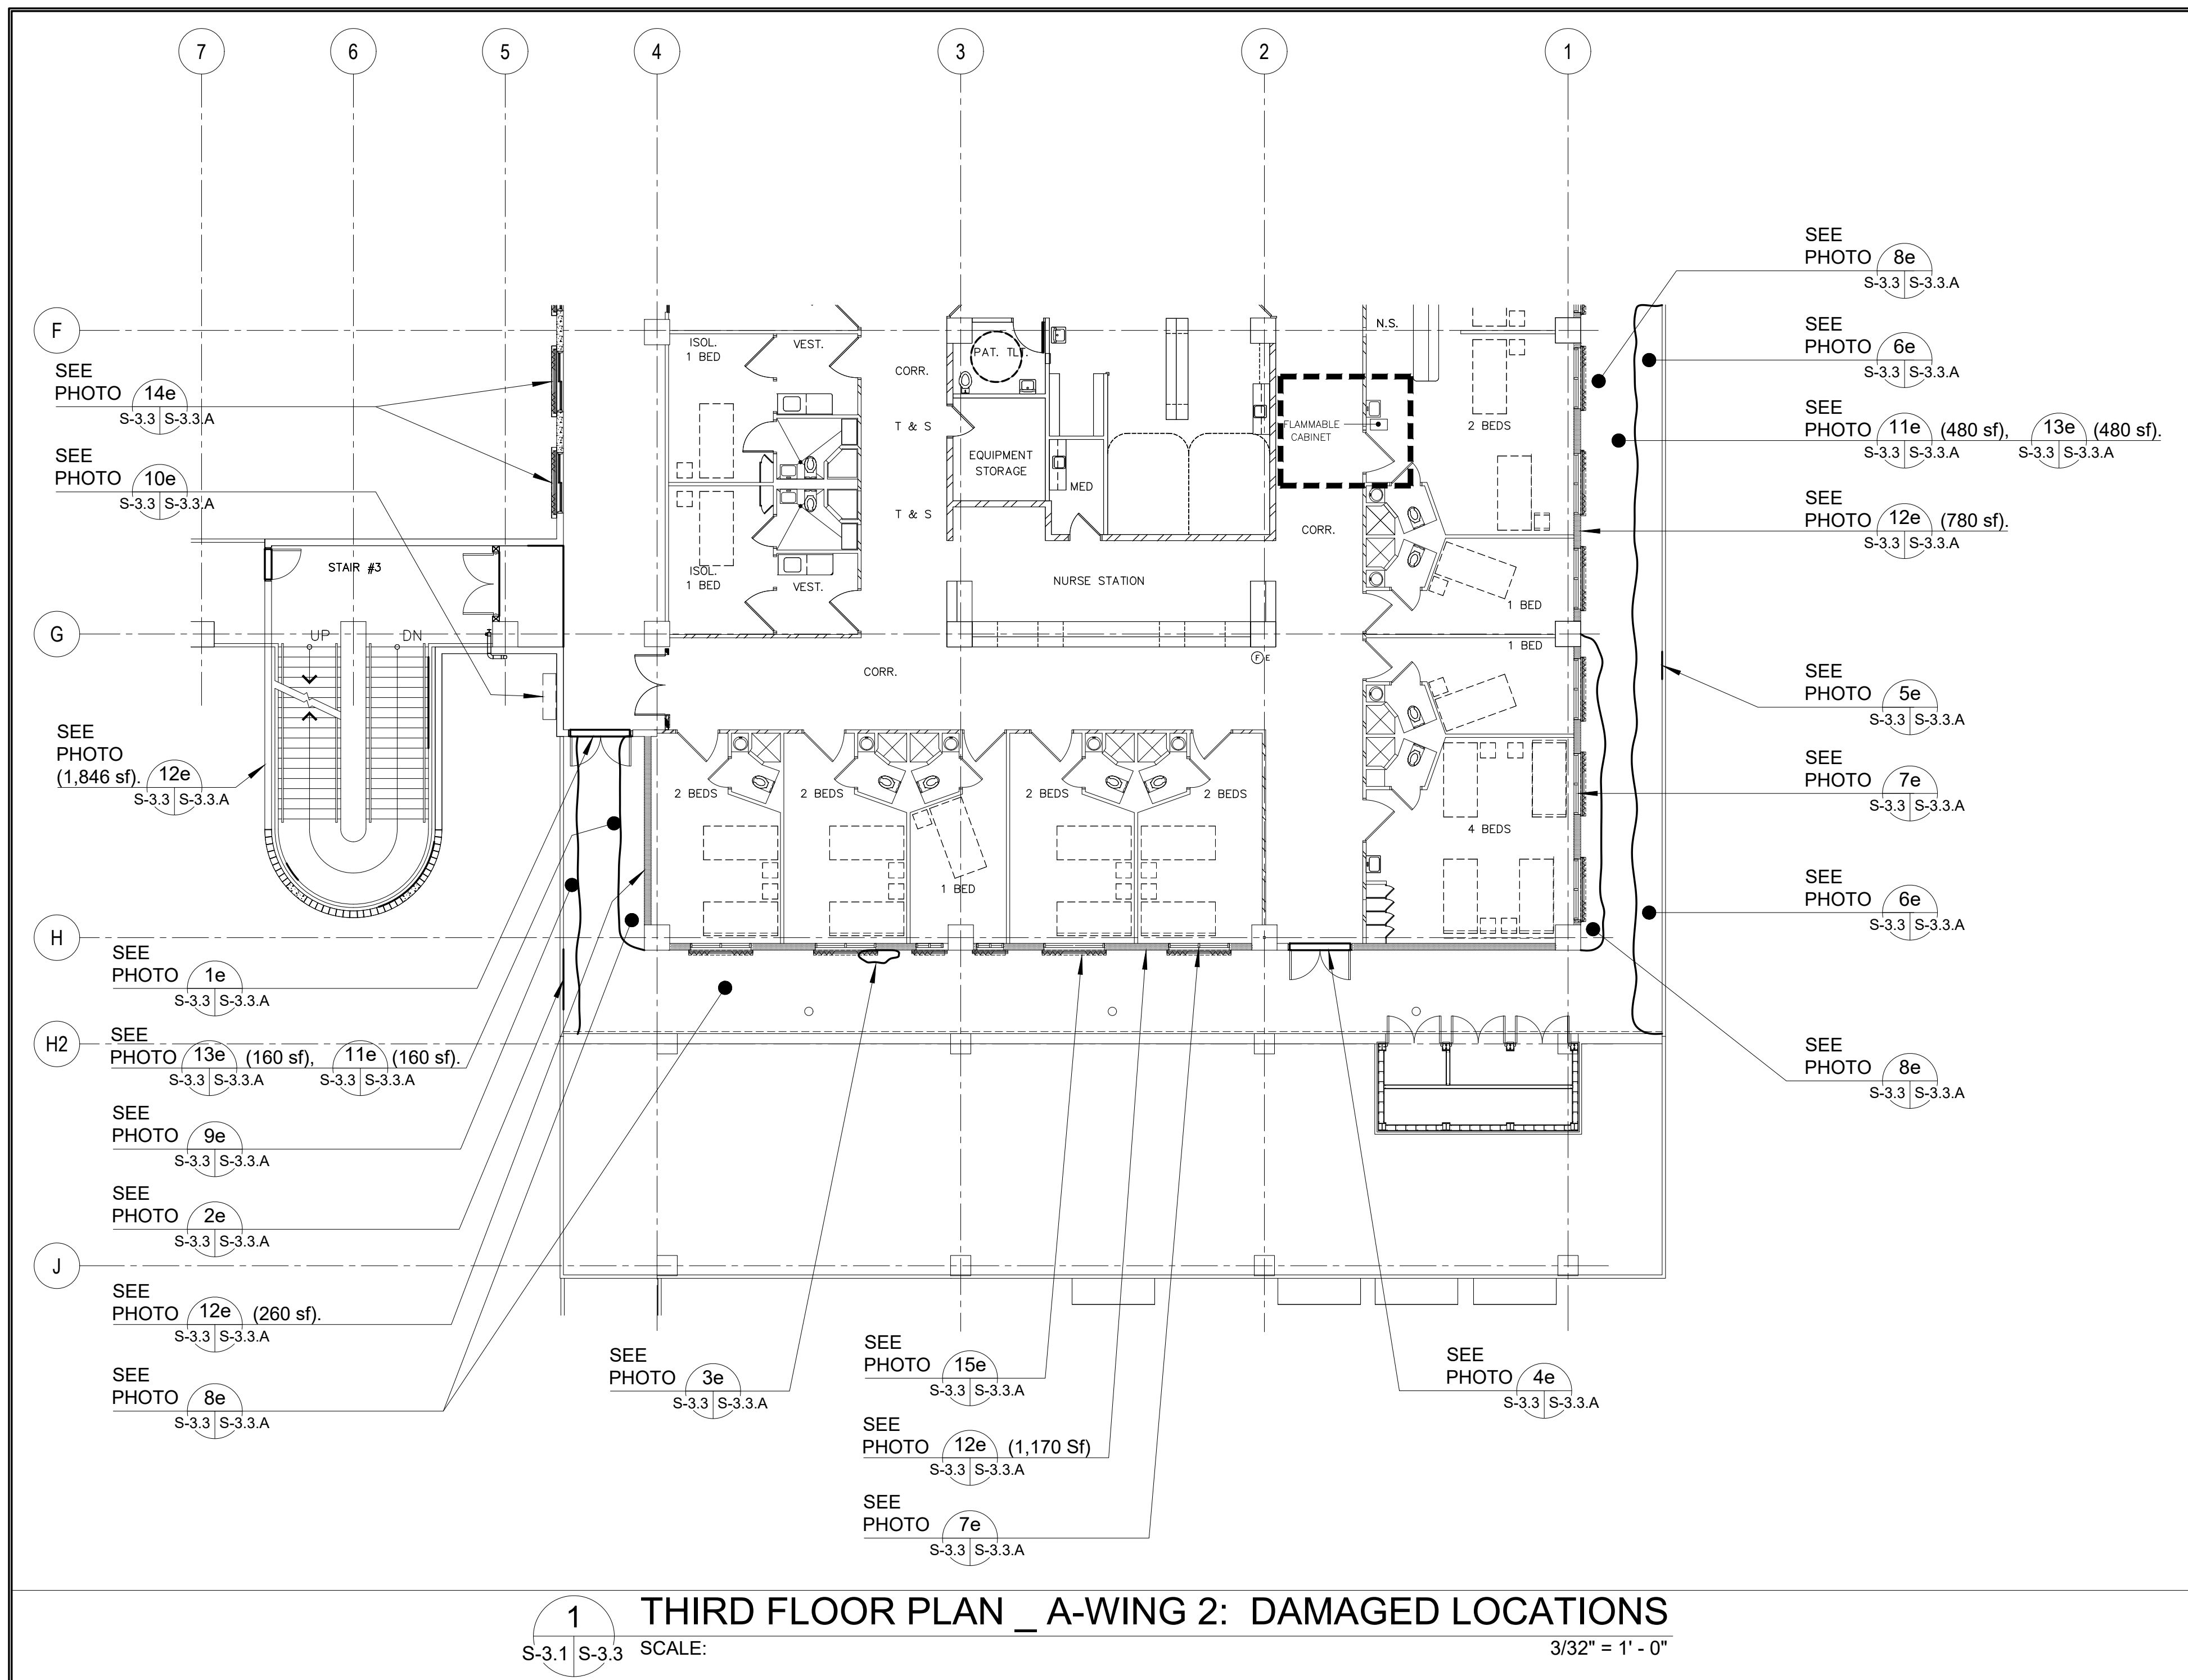 7 6 5 4 3 2 1
F
G
H
H2
J
SEE
PHOTO 14e
S-3.3 S-3.3.A
SEE
PHOTO 10e
S-3.3 S-3.3.A
SEE
PHOTO
(1,846 sf). 12e
S-3.3 S-3.3.A
SEE
PHOTO 1e
S-3.3 S-3.3.A
SEE
PHOTO 13e (160 sf), 11e (160 sf).
S-3.3 S-3.3.A S-3.3 S-3.3.A
SEE
PHOTO 9e
S-3.3 S-3.3.A
SEE
PHOTO 2e
S-3.3 S-3.3.A
SEE
PHOTO 12e (260 sf).
S-3.3 S-3.3.A
SEE
PHOTO 8e
S-3.3 S-3.3.A
ISOL.
1 BED
VEST.
CORR.
PAT. TLT.
N.S.
T & S
FLAMMABLE
CABINET
2 BEDS
EQUIPMENT
STORAGE
MED
T & S
CORR.
STAIR #3
ISOL.
1 BED
VEST.
NURSE STATION
1 BED
UP DN
1 BED
F E
CORR.
2 BEDS 2 BEDS 2 BEDS 2 BEDS
4 BEDS
1 BED
SEE
PHOTO 8e
S-3.3 S-3.3.A
SEE
PHOTO 6e
S-3.3 S-3.3.A
SEE
PHOTO 11e (480 sf), 13e (480 sf).
S-3.3 S-3.3.A S-3.3 S-3.3.A
SEE
PHOTO 12e (780 sf).
S-3.3 S-3.3.A
SEE
PHOTO 5e
S-3.3 S-3.3.A
SEE
PHOTO 7e
S-3.3 S-3.3.A
SEE
PHOTO 6e
S-3.3 S-3.3.A
SEE
PHOTO 8e
S-3.3 S-3.3.A
SEE
PHOTO 3e
S-3.3 S-3.3.A
SEE
PHOTO 15e
S-3.3 S-3.3.A
SEE
PHOTO 12e (1,170 Sf)
S-3.3 S-3.3.A
SEE
PHOTO 7e
S-3.3 S-3.3.A
SEE
PHOTO 4e
S-3.3 S-3.3.A
1 THIRD FLOOR PLAN _ A-WING 2: DAMAGED LOCATIONS
S-3.1 S-3.3 SCALE: 3/32" = 1' - 0"